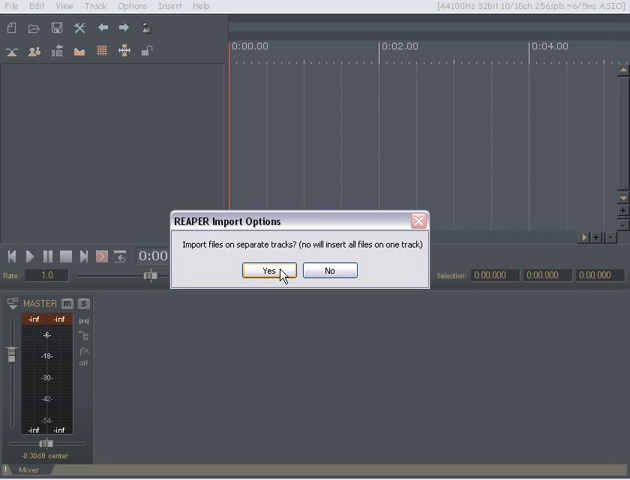 File Edit View Track Options Insert Help [44100Hz 32bit 10/10ch 256spls ~6/5ms ASIO]
0:00.00 0:02.00 0:04.00
REAPER Import Options
Import files on separate tracks? (no will insert all files on one track)
Yes No
0:00
Rate: 1.0 Selection: 0:00.000 0:00.000 0:00.000
MASTER m S
-inf -inf
-6-
-18-
off
-30-
-42-
-54-
-inf -inf
-0.30dB center
! Mixer